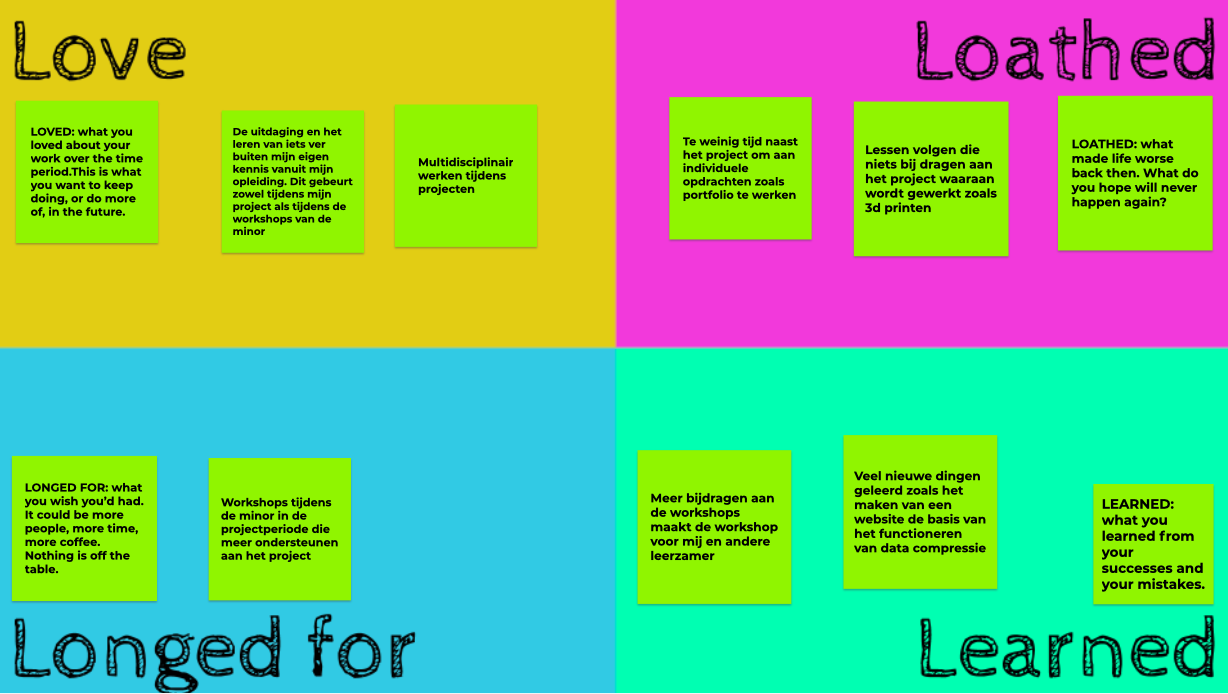 Love
LOVED: what you
loved about your
work over the time
period.This is what
you want to keep
doing, or do more
of, in the future.
De uitdaging en het
leren van iets ver
buiten mijn eigen
kennis vanuit mijn
opleiding. Dit gebeurt
zowel tijdens mijn
project als tijdens de
workshops van de
minor
Multidisciplinair
werken tijdens
projecten
Loathed
Te weinig tijd naast
het project om aan
individuele
opdrachten zoals
portfolio te werken
Lessen volgen die
niets bij dragen aan
het project waaraan
wordt gewerkt zoals
3d printen
LOATHED: what
made life worse
back then. What do
you hope will never
happen again?
LONGED FOR: what
you wish you’d had.
It could be more
people, more time,
more coffee.
Nothing is off the
table.
Workshops tijdens
de minor in de
projectperiode die
meer ondersteunen
aan het project
Longed for
Meer bijdragen aan
de workshops
maakt de workshop
voor mij en andere
leerzamer
Veel nieuwe dingen
geleerd zoals het
maken van een
website de basis van
het functioneren
van data compressie
LEARNED:
what you
learned from
your
successes and
your mistakes.
Learned